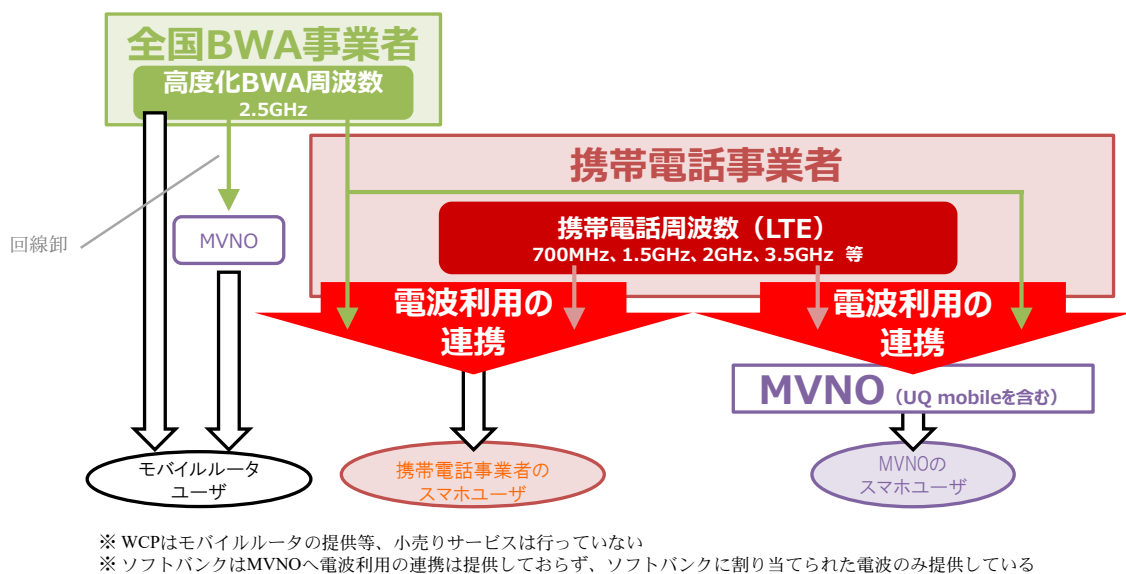 全国BWA事業者
高度化BWA周波数
2.5GHz
携帯電話事業者
携帯電話周波数（LTE）
700MHz、1.5GHz、2GHz、3.5GHz 等
回線卸
MVNO
電波利用の
連携
電波利用の
連携
MVNO（UQ mobileを含む）
モバイルルータ
ユーザ
携帯電話事業者の
スマホユーザ
MVNOの
スマホユーザ
※ WCPはモバイルルータの提供等、小売りサービスは行っていない
※ ソフトバンクはMVNOへ電波利用の連携は提供しておらず、ソフトバンクに割り当てられた電波のみ提供している